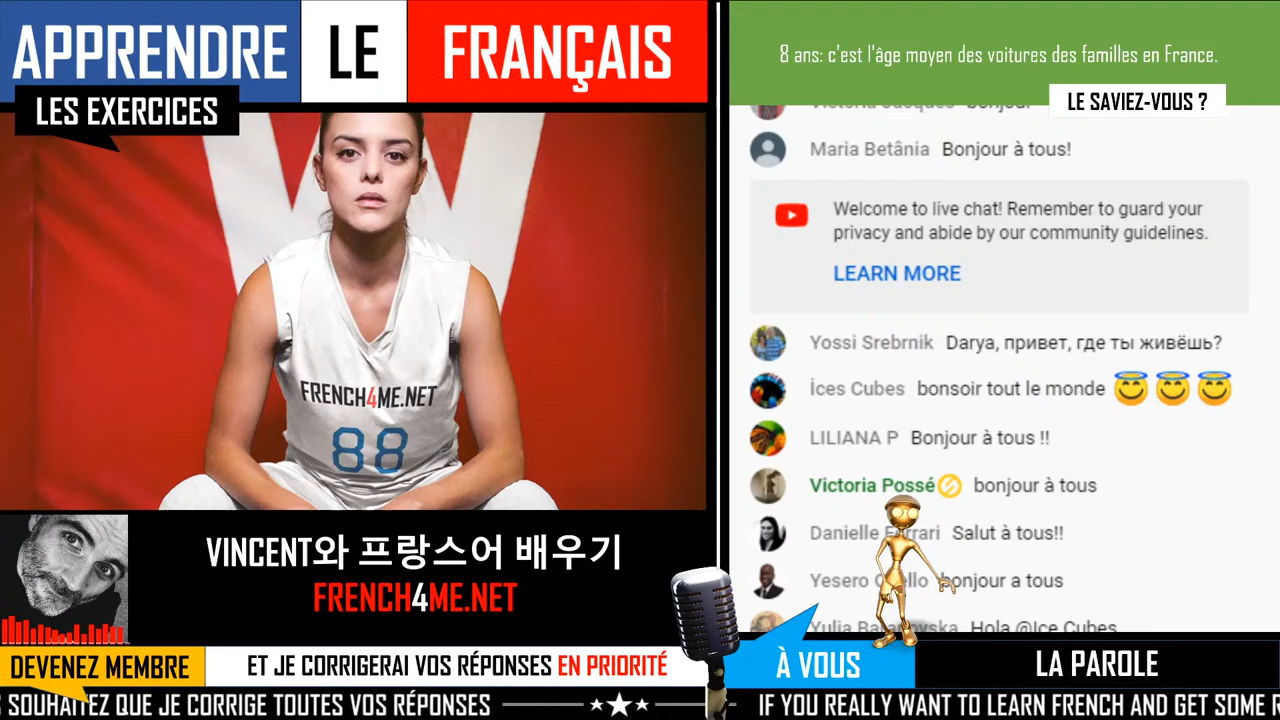 APPRENDRE LE FRANÇAIS
LES EXERCICES
FRENCH4ME.NET
88
VINCENT와 프랑스어 배우기
FRENCH4ME.NET
DEVENEZ MEMBRE
ET JE CORRIGERAI VOS RÉPONSES EN PRIORITÉ
8 ans: c'est l'âge moyen des voitures des familles en France.
LE SAVIEZ-VOUS ?
Maria Betânia Bonjour à tous!
Welcome to live chat! Remember to guard your
privacy and abide by our community guidelines.
LEARN MORE
Yossi Srebrnik Darya, привет, где ты живёшь?
İces Cubes bonsoir tout le monde
LILIANA P Bonjour à tous !!
Victoria Possé bonjour à tous
Danielle Salut à tous!!
Yesero bonjour a tous
Yulia Hola @Ice Cubes
À VOUS LA PAROLE
SOUHAITEZ QUE JE CORRIGE TOUTES VOS RÉPONSES
IF YOU REALLY WANT TO LEARN FRENCH AND GET SOME